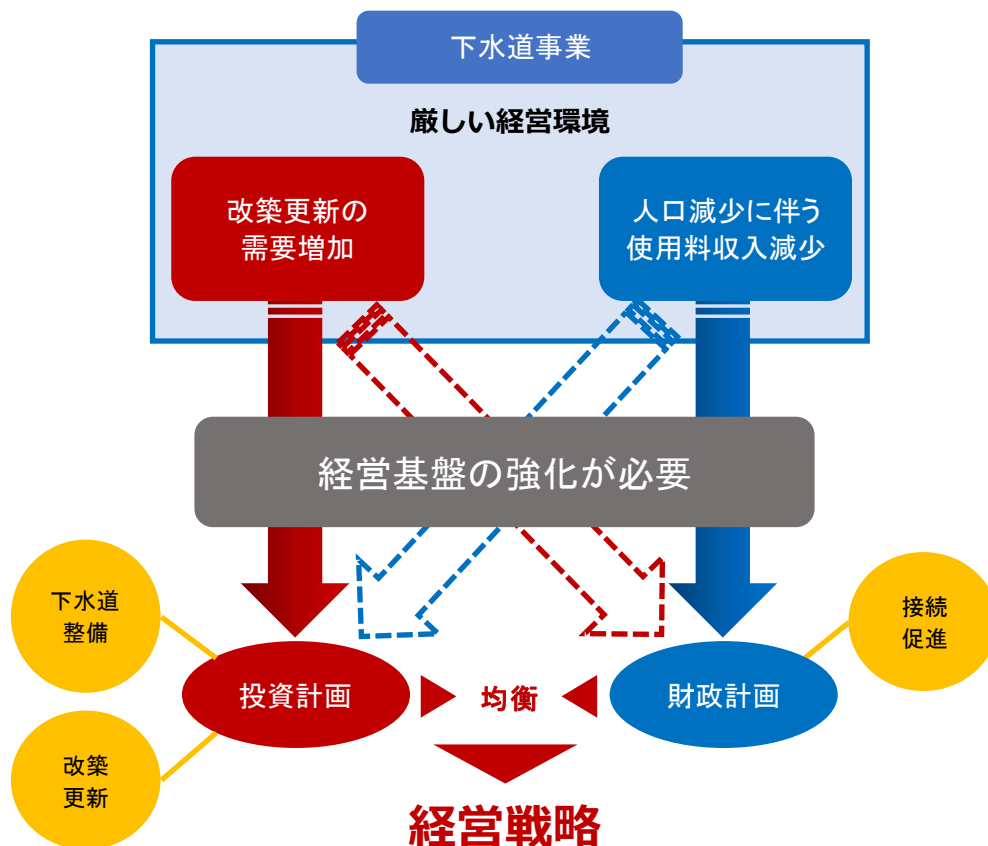 下水道事業
厳しい経営環境
改築更新の
需要増加
人口減少に伴う
使用料収入減少
経営基盤の強化が必要
下水道
整備
接続
促進
投資計画
均衡
財政計画
改築
更新
経営戦略